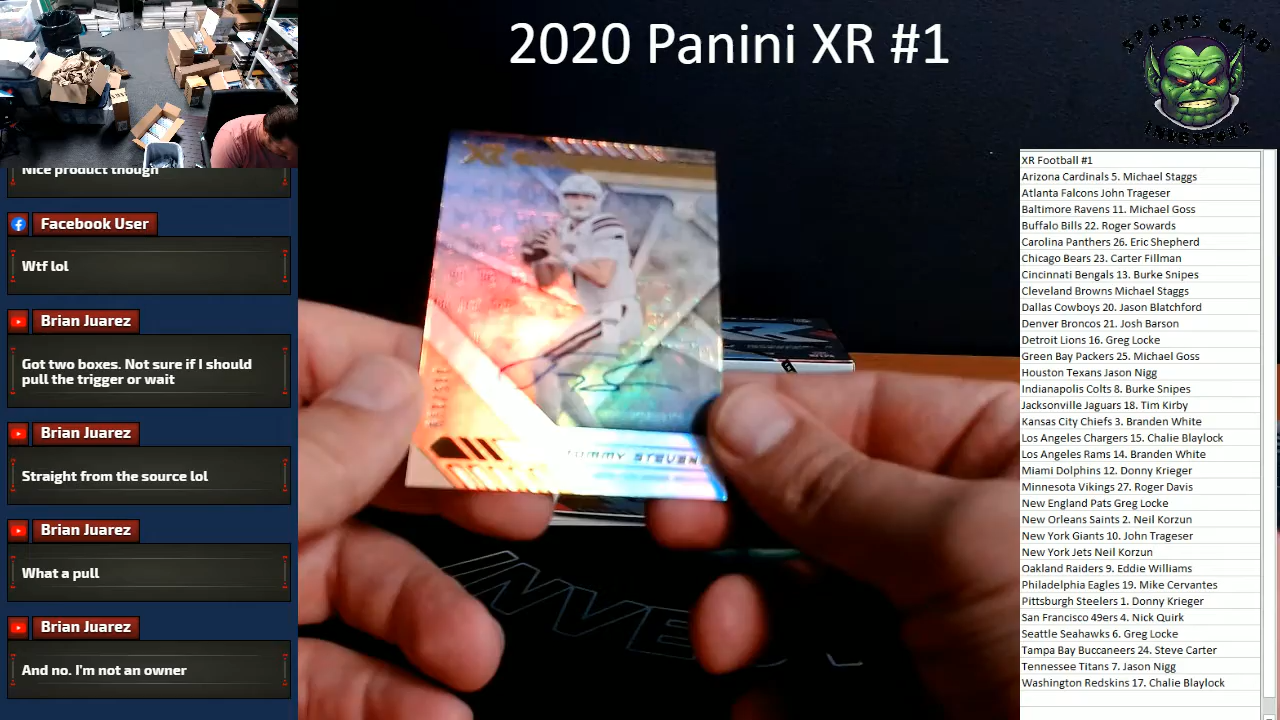 2020 Panini XR #1
SPORTS CARD
INVESTORS
Nice product though
Facebook User
Wtf lol
Brian Juarez
Got two boxes. Not sure if I should
pull the trigger or wait
Brian Juarez
Straight from the source lol
Brian Juarez
What a pull
Brian Juarez
And no. I'm not an owner
XR
TOMMY STEVENS
INVE
XR Football #1
Arizona Cardinals 5. Michael Staggs
Atlanta Falcons John Trageser
Baltimore Ravens 11. Michael Goss
Buffalo Bills 22. Roger Sowards
Carolina Panthers 26. Eric Shepherd
Chicago Bears 23. Carter Fillman
Cincinnati Bengals 13. Burke Snipes
Cleveland Browns Michael Staggs
Dallas Cowboys 20. Jason Blatchford
Denver Broncos 21. Josh Barson
Detroit Lions 16. Greg Locke
Green Bay Packers 25. Michael Goss
Houston Texans Jason Nigg
Indianapolis Colts 8. Burke Snipes
Jacksonville Jaguars 18. Tim Kirby
Kansas City Chiefs 3. Branden White
Los Angeles Chargers 15. Chalie Blaylock
Los Angeles Rams 14. Branden White
Miami Dolphins 12. Donny Krieger
Minnesota Vikings 27. Roger Davis
New England Pats Greg Locke
New Orleans Saints 2. Neil Korzun
New York Giants 10. John Trageser
New York Jets Neil Korzun
Oakland Raiders 9. Eddie Williams
Philadelphia Eagles 19. Mike Cervantes
Pittsburgh Steelers 1. Donny Krieger
San Francisco 49ers 4. Nick Quirk
Seattle Seahawks 6. Greg Locke
Tampa Bay Buccaneers 24. Steve Carter
Tennessee Titans 7. Jason Nigg
Washington Redskins 17. Chalie Blaylock